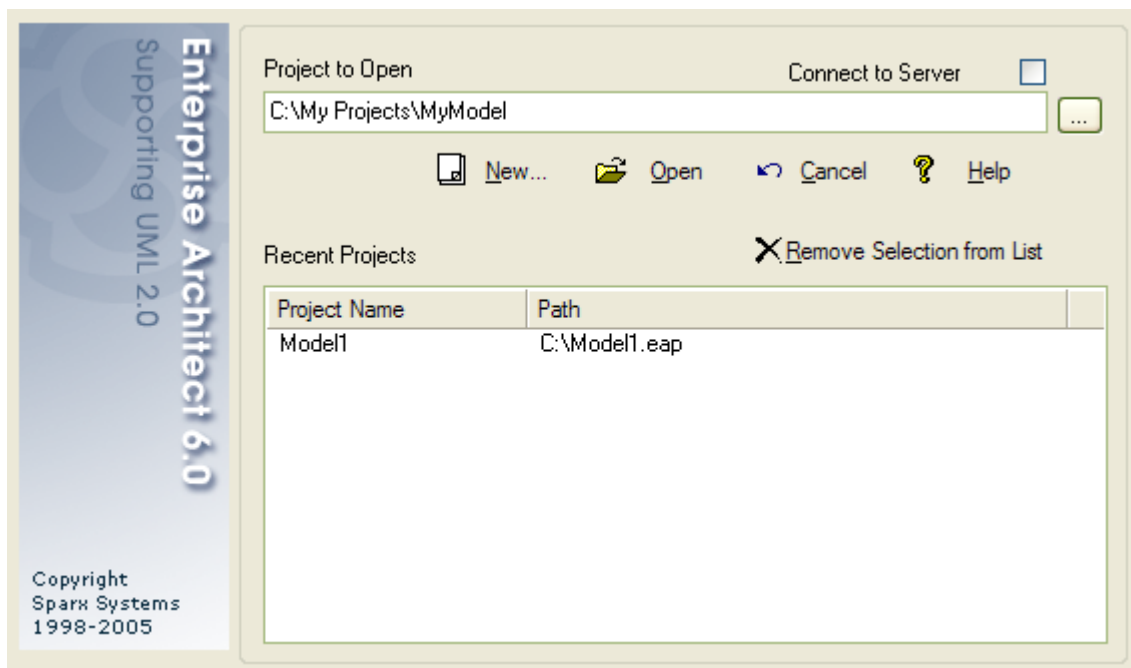 Enterprise Architect 6.0
Supporting UML 2.0
Copyright
Sparx Systems
1998-2005
Project to Open
Connect to Server
C:\My Projects\MyModel
...
New...
Open
Cancel
Help
Recent Projects
Remove Selection from List
Project Name Path
Model1 C:\Model1.eap